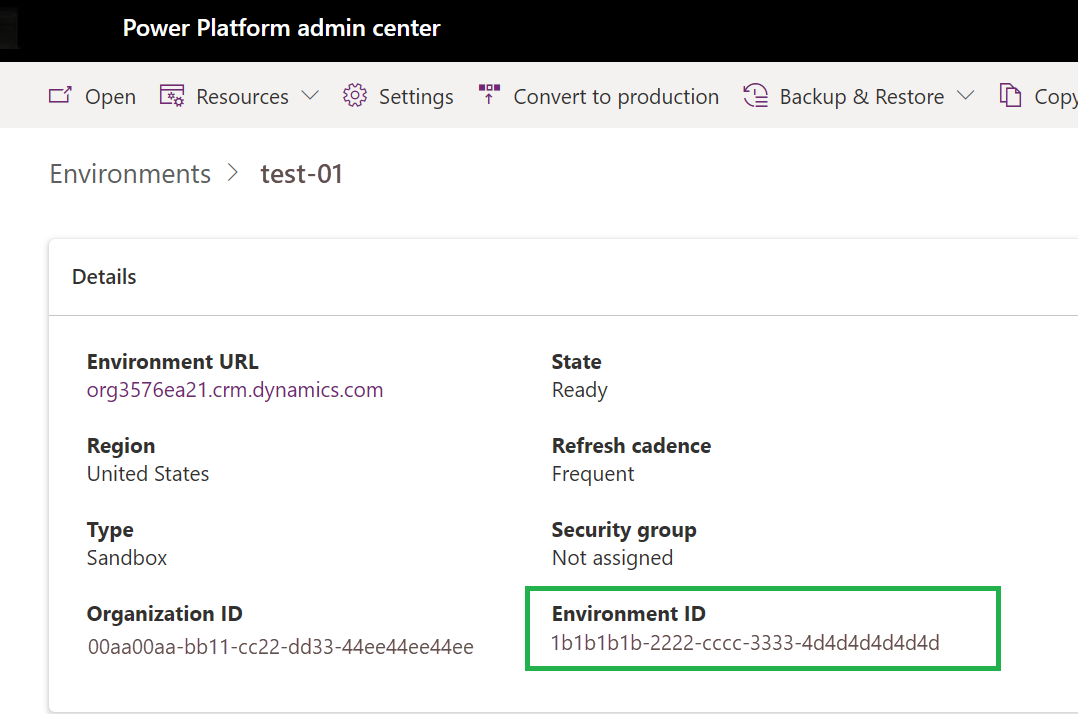 Power Platform admin center
Open Resources Settings Convert to production Backup & Restore Copy
Environments > test-01
Details
Environment URL
org3576ea21.crm.dynamics.com
State
Ready
Region
United States
Refresh cadence
Frequent
Type
Sandbox
Security group
Not assigned
Organization ID
00aa00aa-bb11-cc22-dd33-44ee44ee44ee
Environment ID
1b1b1b1b-2222-cccc-3333-4d4d4d4d4d4d